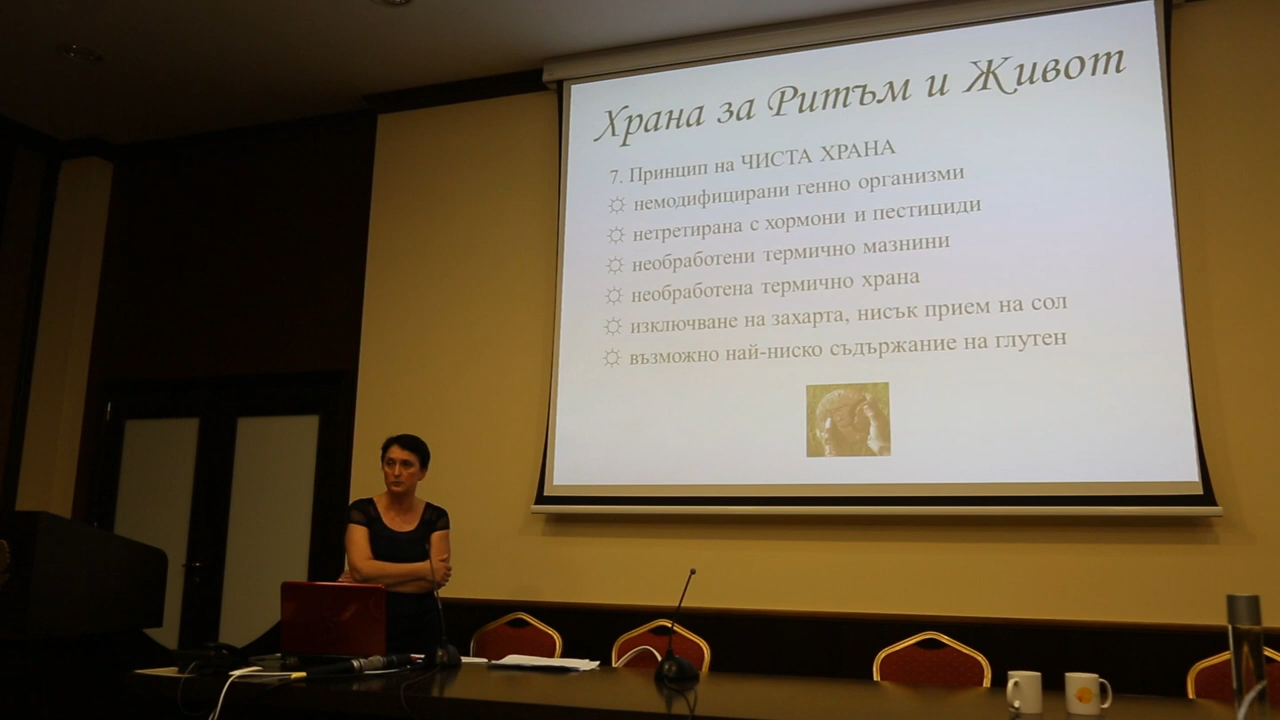 Храна за Ритъм и Живот
7. Принцип на ЧИСТА ХРАНА
немодифицирани генно организми
нетретирана с хормони и пестициди
необработени термично мазнини
необработена термично храна
изключване на захарта, нисък прием на сол
възможно най-ниско съдържание на глутен